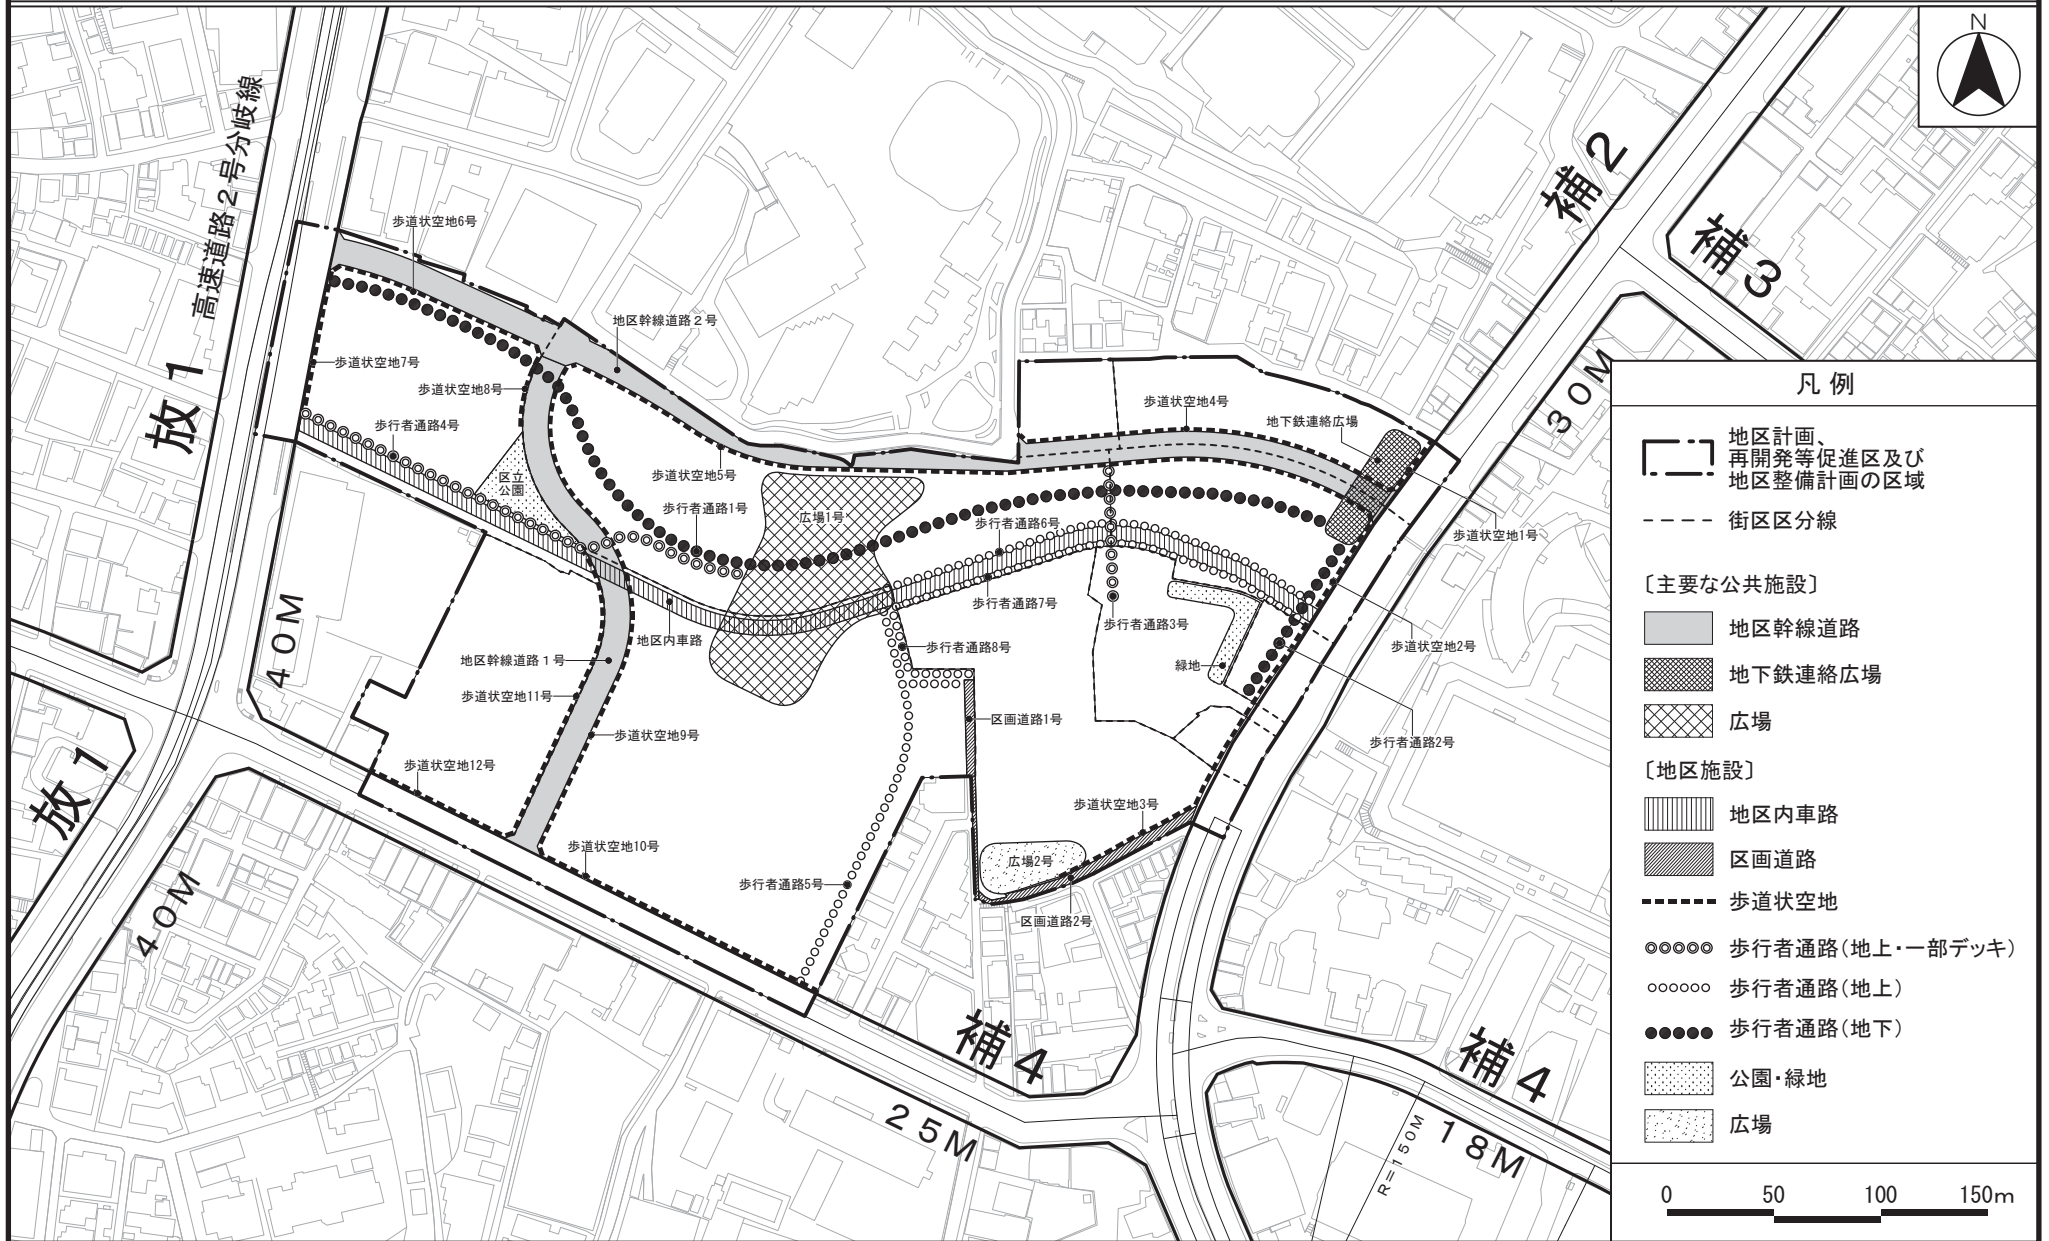 N
高速道路２号分岐線
放１
放１
４０Ｍ
４０Ｍ
補２
補３
３０Ｍ
補４
補４
２５Ｍ
１８Ｍ
R=150M
歩道状空地6号
地区幹線道路２号
歩道状空地7号
歩道状空地8号
歩行者通路4号
歩道状空地4号
地下鉄連絡広場
区立
公園
歩道状空地5号
歩行者通路1号
広場1号
歩行者通路6号
歩道状空地1号
歩行者通路7号
歩行者通路3号
地区内車路
歩行者通路8号
歩道状空地2号
緑地
地区幹線道路１号
歩道状空地11号
区画道路1号
歩道状空地9号
歩行者通路2号
歩道状空地12号
歩道状空地3号
歩道状空地10号
広場2号
歩行者通路5号
区画道路2号
凡例
地区計画、
再開発等促進区及び
地区整備計画の区域
街区区分線
〔主要な公共施設〕
地区幹線道路
地下鉄連絡広場
広場
〔地区施設〕
地区内車路
区画道路
歩道状空地
歩行者通路（地上・一部デッキ）
歩行者通路（地上）
歩行者通路（地下）
公園・緑地
広場
0 50 100 150m